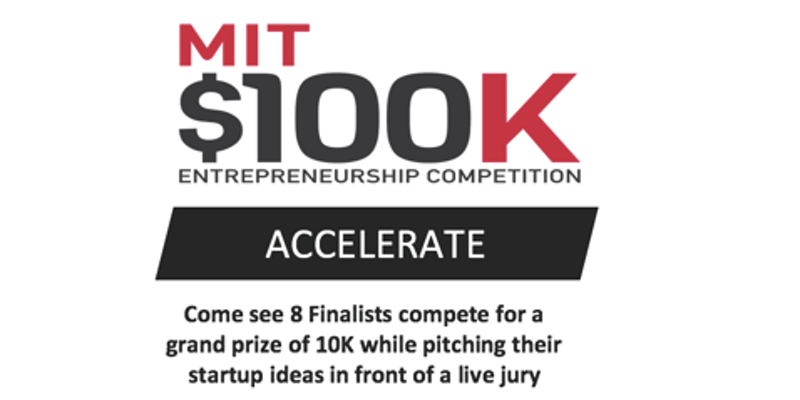 MIT
$100K
ENTREPRENEURSHIP COMPETITION
ACCELERATE
Come see 8 Finalists compete for a
grand prize of 10K while pitching their
startup ideas in front of a live jury